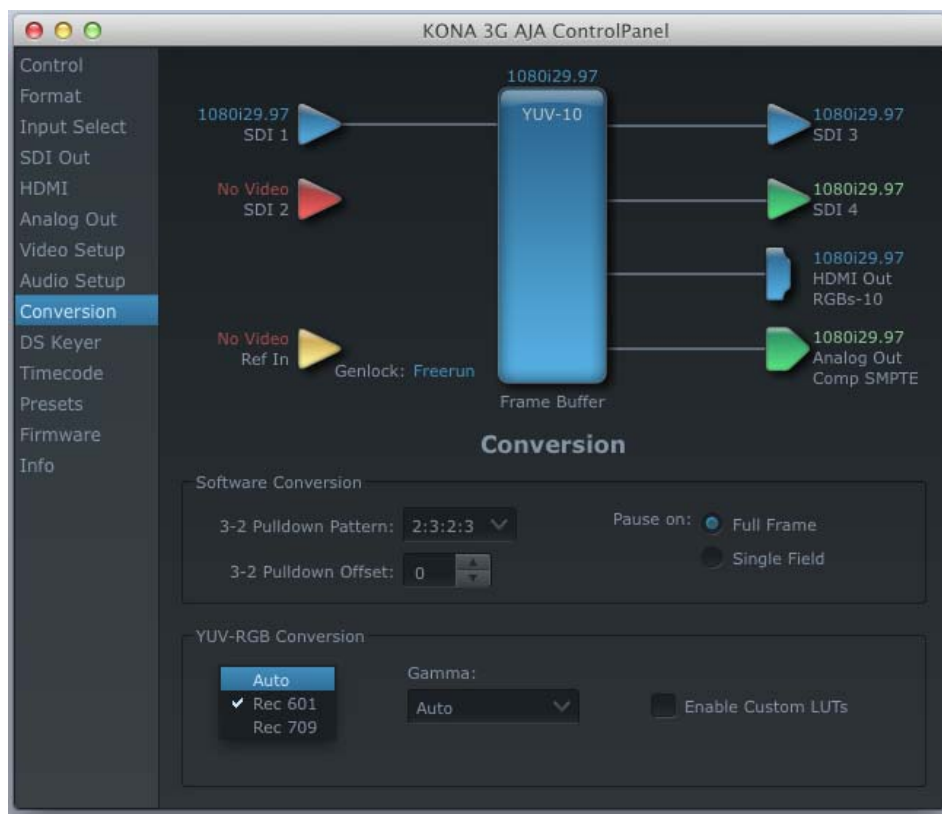 KONA 3G AJA ControlPanel
Control
Format
Input Select
SDI Out
HDMI
Analog Out
Video Setup
Audio Setup
Conversion
DS Keyer
Timecode
Presets
Firmware
Info
1080i29.97
YUV-10
1080i29.97
SDI 1
No Video
SDI 2
No Video
Ref In
Genlock: Freerun
Frame Buffer
1080i29.97
SDI 3
1080i29.97
SDI 4
1080i29.97
HDMI Out
RGBs-10
1080i29.97
Analog Out
Comp SMPTE
Conversion
Software Conversion
3-2 Pulldown Pattern: 2:3:2:3
3-2 Pulldown Offset: 0
Pause on: Full Frame
Single Field
YUV-RGB Conversion
Auto
Rec 601
Rec 709
Gamma:
Auto
Enable Custom LUTs